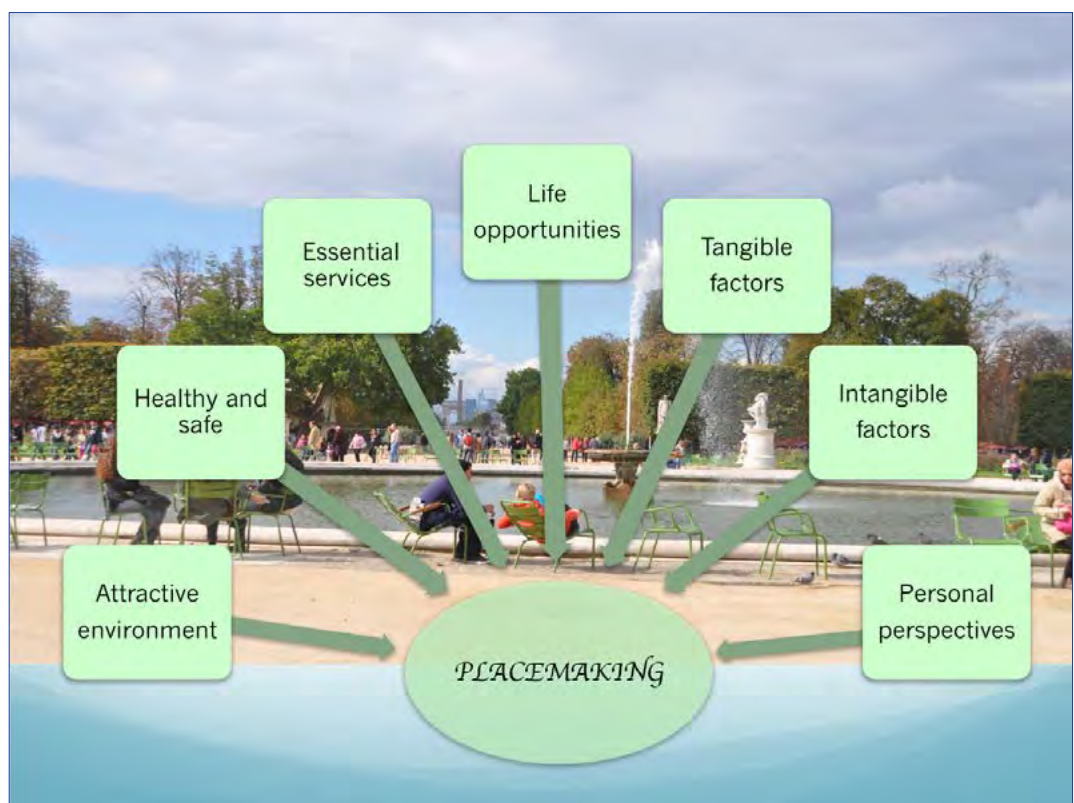 Life
opportunities
Essential
services
Tangible
factors
Healthy and
safe
Intangible
factors
Attractive
environment
Personal
perspectives
PLACEMAKING